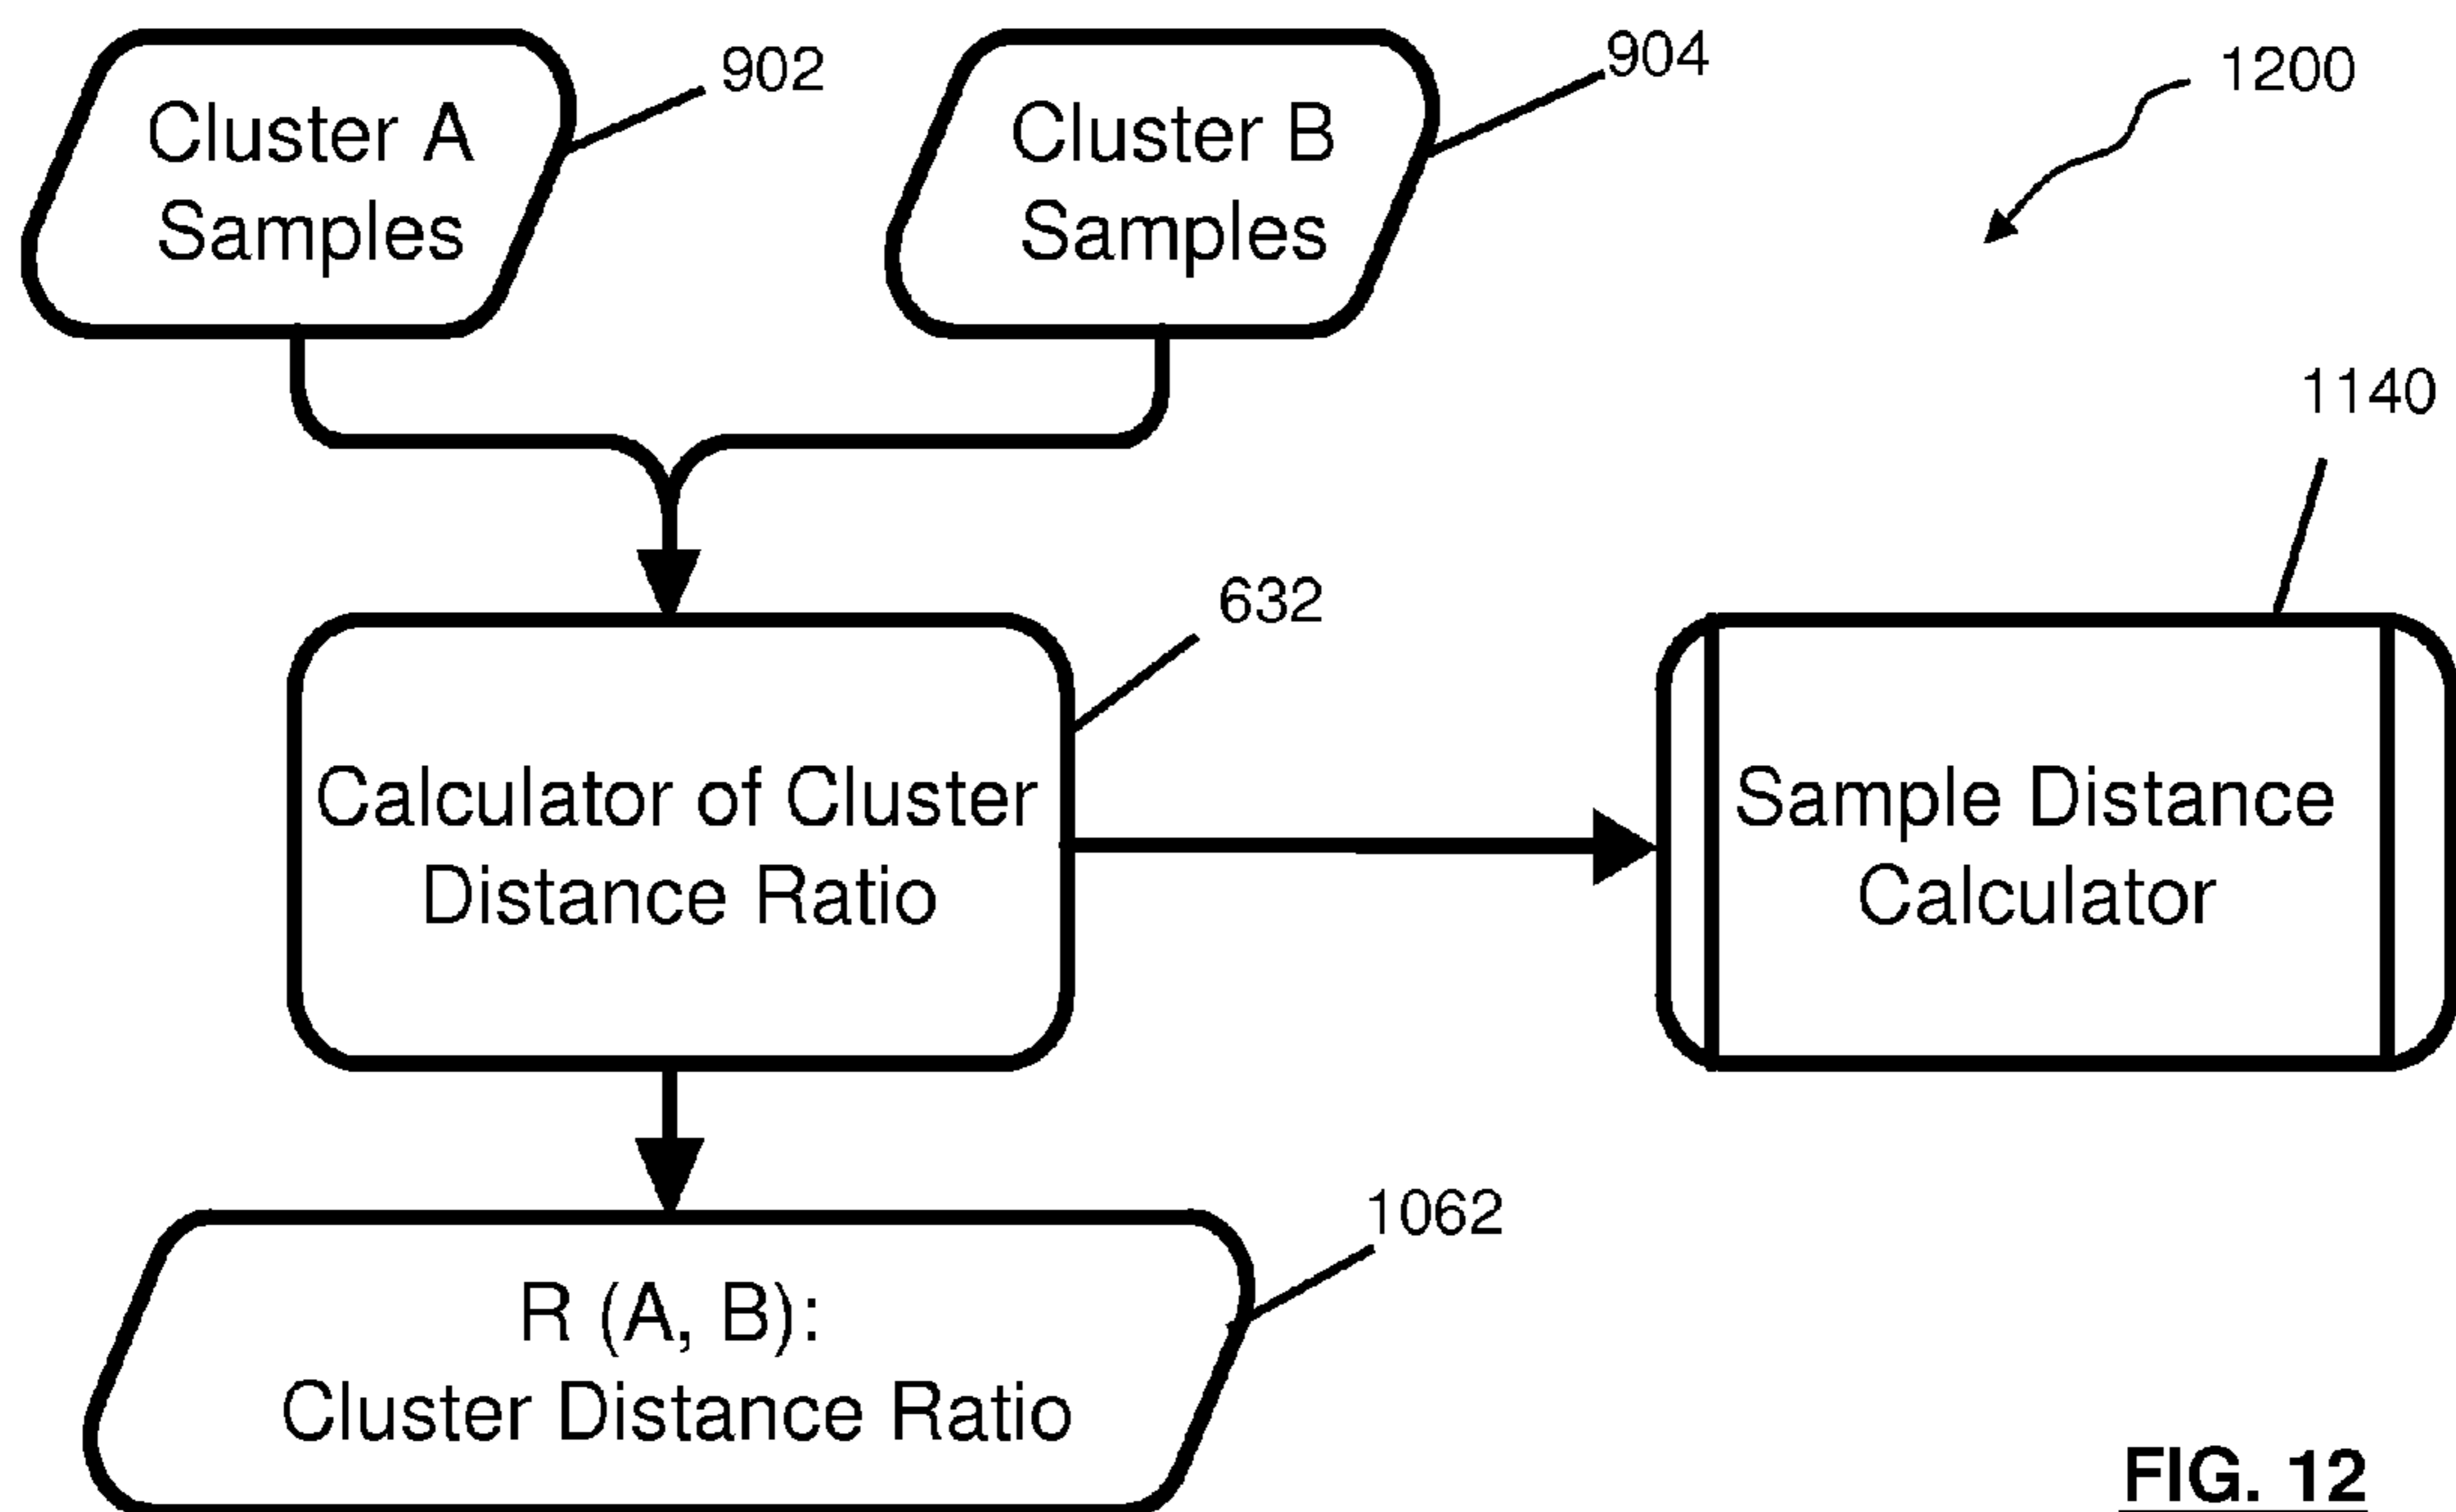 Cluster A
Samples
902
Cluster B
Samples
904
1200
1140
632
Calculator of Cluster
Distance Ratio
Sample Distance
Calculator
1062
R (A, B):
Cluster Distance Ratio
FIG. 12